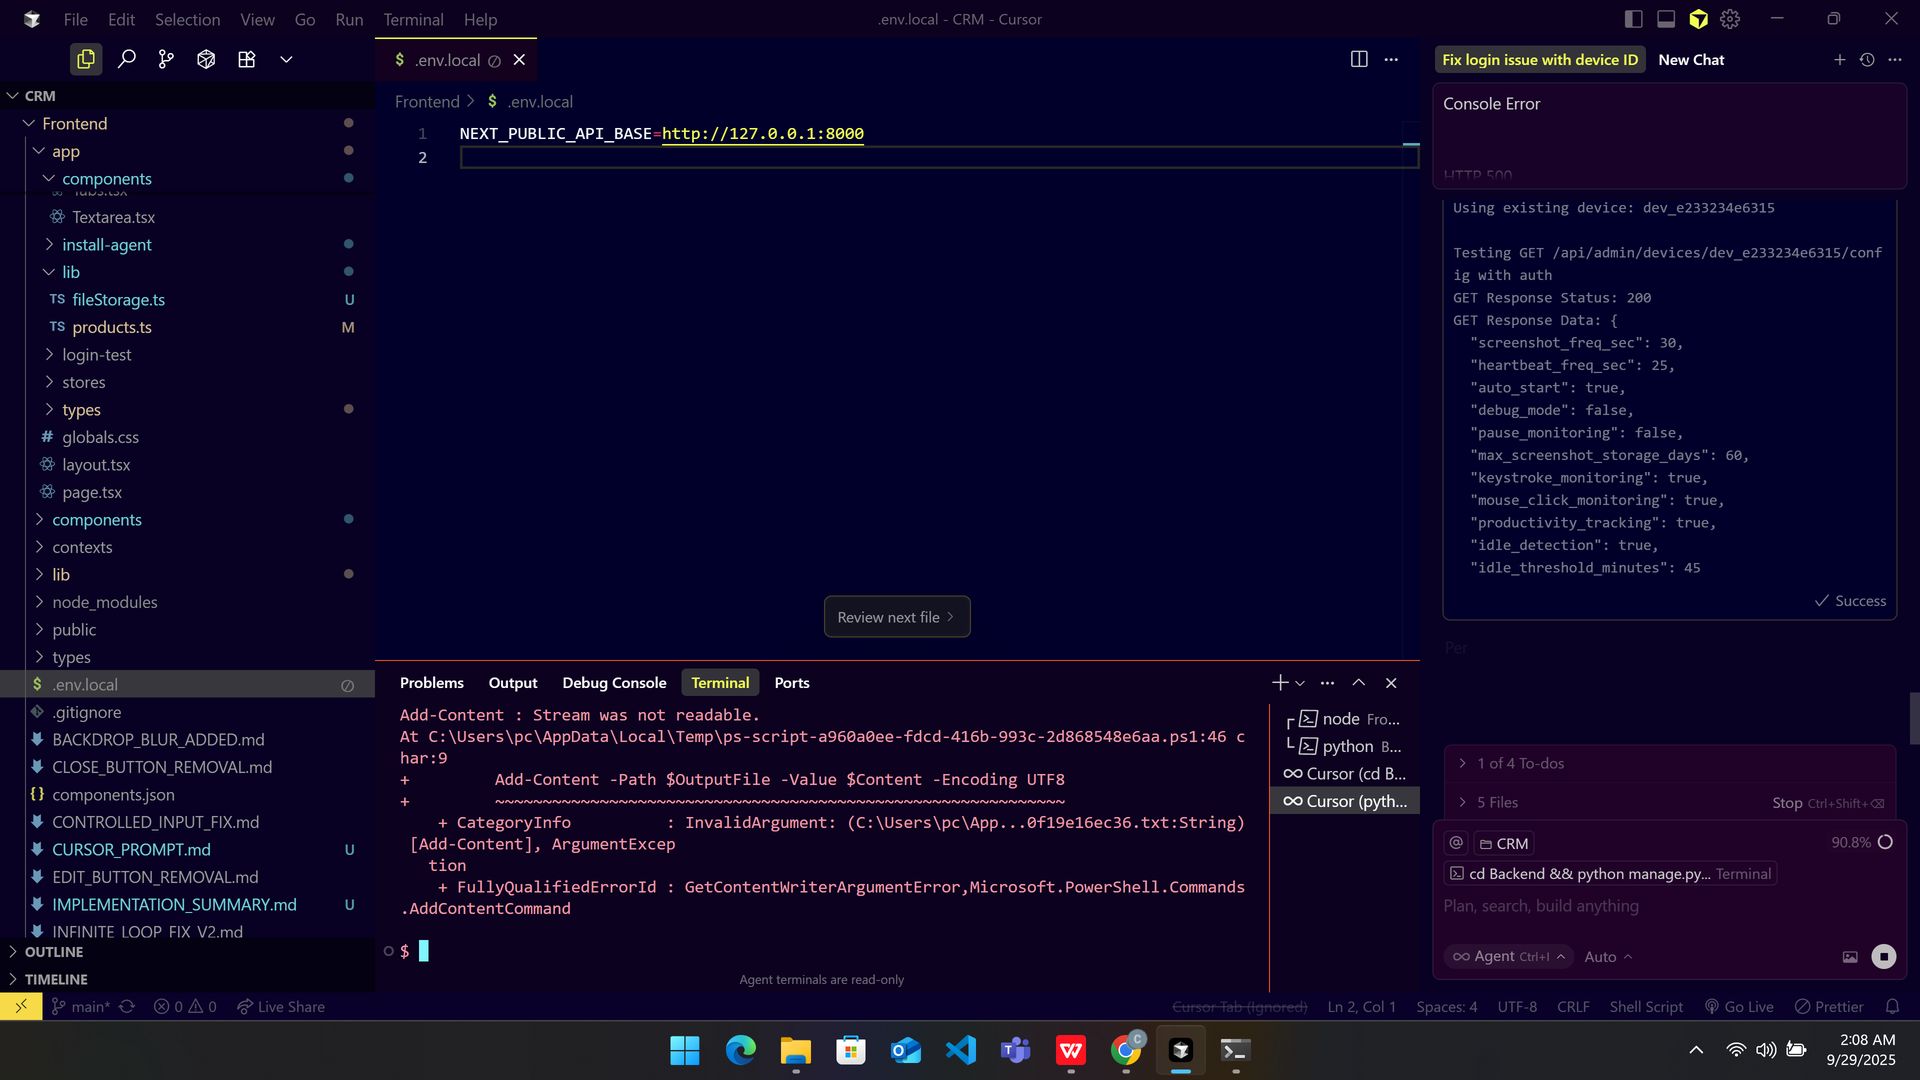 File Edit Selection View Go Run Terminal Help
.env.local - CRM - Cursor
$ .env.local
Fix login issue with device ID
New Chat
CRM
Frontend
app
components
Tabs.tsx
Textarea.tsx
install-agent
lib
TS fileStorage.ts U
TS products.ts M
login-test
stores
types
# globals.css
layout.tsx
page.tsx
components
contexts
lib
node_modules
public
types
$ .env.local
.gitignore
BACKDROP_BLUR_ADDED.md
CLOSE_BUTTON_REMOVAL.md
{} components.json
CONTROLLED_INPUT_FIX.md
CURSOR_PROMPT.md U
EDIT_BUTTON_REMOVAL.md
IMPLEMENTATION_SUMMARY.md U
INFINITE_LOOP_FIX_V2.md
OUTLINE
TIMELINE
Frontend > $ .env.local
1 NEXT_PUBLIC_API_BASE=http://127.0.0.1:8000
2
Review next file >
Problems Output Debug Console Terminal Ports
Add-Content : Stream was not readable.
At C:\Users\pc\AppData\Local\Temp\ps-script-a960a0ee-fdcd-416b-993c-2d868548e6aa.ps1:46 c
har:9
+         Add-Content -Path $OutputFile -Value $Content -Encoding UTF8
+         ~~~~~~~~~~~~~~~~~~~~~~~~~~~~~~~~~~~~~~~~~~~~~~~~~~~~~~~~~~~~
+ CategoryInfo          : InvalidArgument: (C:\Users\pc\App...0f19e16ec36.txt:String)
[Add-Content], ArgumentExcep
tion
+ FullyQualifiedErrorId : GetContentWriterArgumentError,Microsoft.PowerShell.Commands
.AddContentCommand
$
Agent terminals are read-only
node Fro...
python B...
Cursor (cd B...
Cursor (pyth...
Console Error
HTTP 500
Using existing device: dev_e233234e6315
Testing GET /api/admin/devices/dev_e233234e6315/conf
ig with auth
GET Response Status: 200
GET Response Data: {
"screenshot_freq_sec": 30,
"heartbeat_freq_sec": 25,
"auto_start": true,
"debug_mode": false,
"pause_monitoring": false,
"max_screenshot_storage_days": 60,
"keystroke_monitoring": true,
"mouse_click_monitoring": true,
"productivity_tracking": true,
"idle_detection": true,
"idle_threshold_minutes": 45
Success
Per
1 of 4 To-dos
5 Files
Stop Ctrl+Shift+⌫
@ CRM 90.8%
cd Backend && python manage.py... Terminal
Plan, search, build anything
Agent Ctrl+I Auto
main* 0 0 Live Share
Cursor Tab (Ignored) Ln 2, Col 1 Spaces: 4 UTF-8 CRLF Shell Script Go Live Prettier
C
2:08 AM
9/29/2025